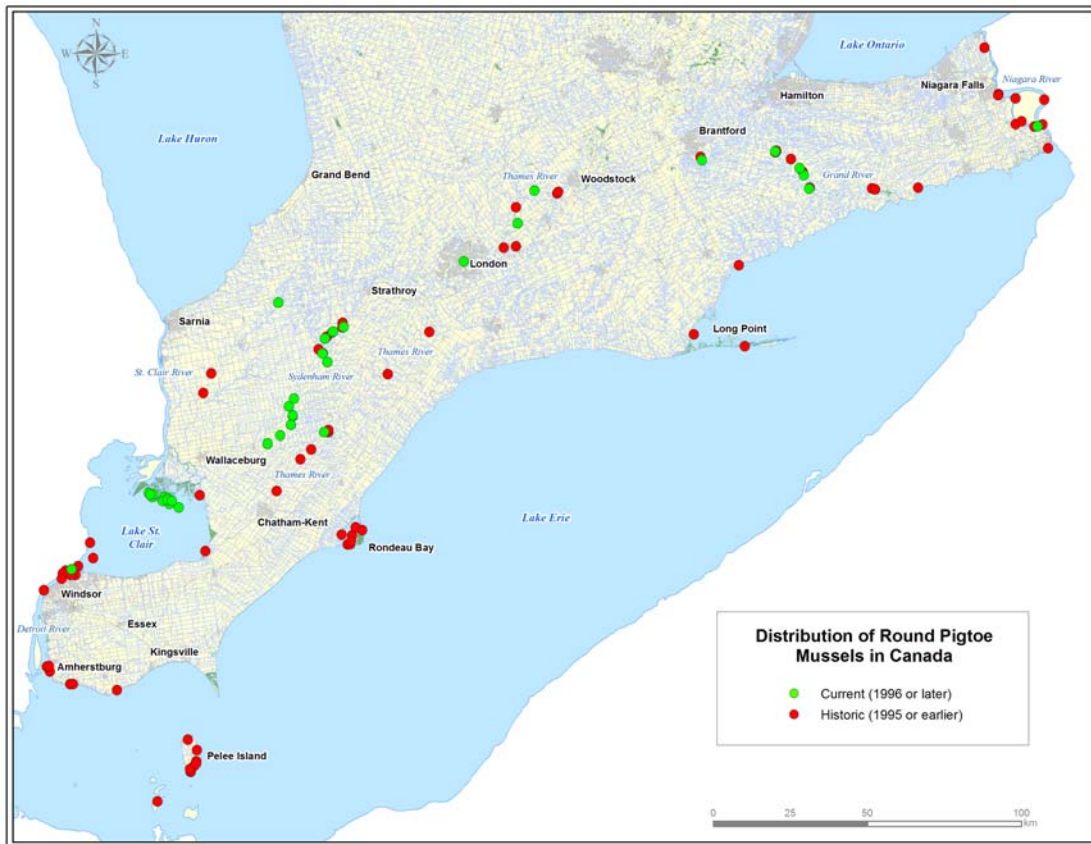 N
W E
S
Lake Ontario
Niagara River
Niagara Falls
Hamilton
Lake Huron
Brantford
Grand Bend
Thames River
Woodstock
Grand River
London
Strathroy
Sarnia
Long Point
Thames River
St. Clair River
Sydenham River
Wallaceburg
Thames River
Chatham-Kent
Lake Erie
Lake St.
Clair
Rondeau Bay
Windsor
Essex
Detroit River
Kingsville
Amherstburg
Distribution of Round Pigtoe
Mussels in Canada
Current (1996 or later)
Historic (1995 or earlier)
Pelee Island
0 25 50 100
km